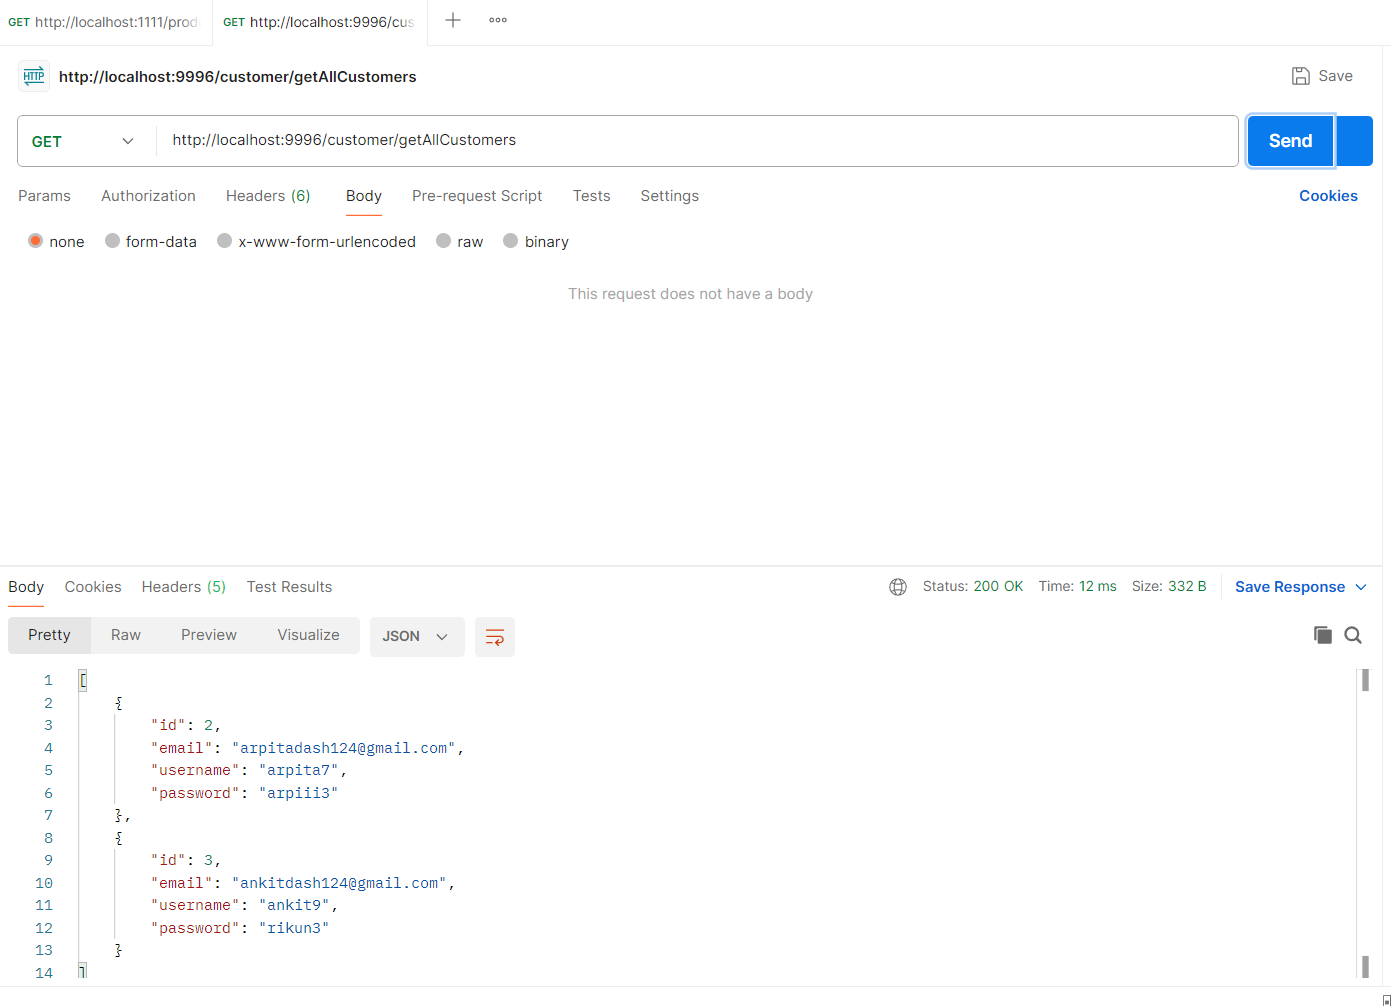 GET http://localhost:1111/prod GET http://localhost:9996/cus
HTTP http://localhost:9996/customer/getAllCustomers Save
GET http://localhost:9996/customer/getAllCustomers Send
Params Authorization Headers (6) Body Pre-request Script Tests Settings Cookies
none form-data x-www-form-urlencoded raw binary
This request does not have a body
Body Cookies Headers (5) Test Results Status: 200 OK Time: 12 ms Size: 332 B Save Response
Pretty Raw Preview Visualize JSON
1 [
2 {
3 "id": 2,
4 "email": "arpitadash124@gmail.com",
5 "username": "arpita7",
6 "password": "arpiii3"
7 },
8 {
9 "id": 3,
10 "email": "ankitdash124@gmail.com",
11 "username": "ankit9",
12 "password": "rikun3"
13 }
14 ]